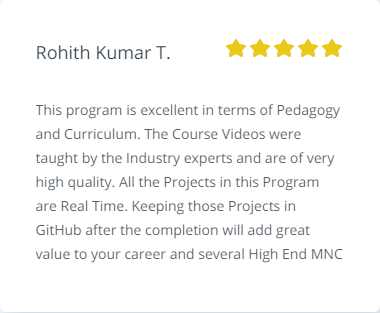 Rohith Kumar T.
This program is excellent in terms of Pedagogy
and Curriculum. The Course Videos were
taught by the Industry experts and are of very
high quality. All the Projects in this Program
are Real Time. Keeping those Projects in
GitHub after the completion will add great
value to your career and several High End MNC